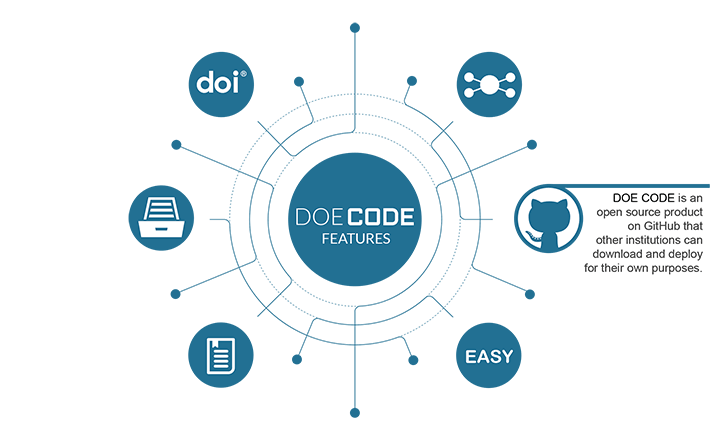 doi®
DOE CODE
FEATURES
DOE CODE is an
open source product
on GitHub that
other institutions can
download and deploy
for their own purposes.
EASY